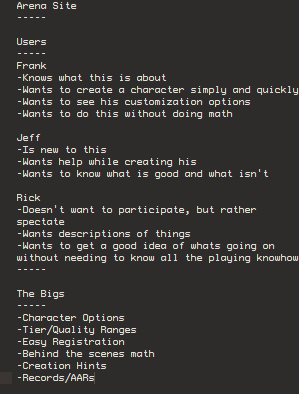 Arena Site
-----
Users
-----
Frank
-Knows what this is about
-Wants to create a character simply and quickly
-Wants to see his customization options
-Wants to do this without doing math
Jeff
-Is new to this
-Wants help while creating his
-Wants to know what is good and what isn't
Rick
-Doesn't want to participate, but rather
spectate
-Wants descriptions of things
-Wants to get a good idea of whats going on
without needing to know all the playing knowhow
-----
The Bigs
-----
-Character Options
-Tier/Quality Ranges
-Easy Registration
-Behind the scenes math
-Creation Hints
-Records/AARs